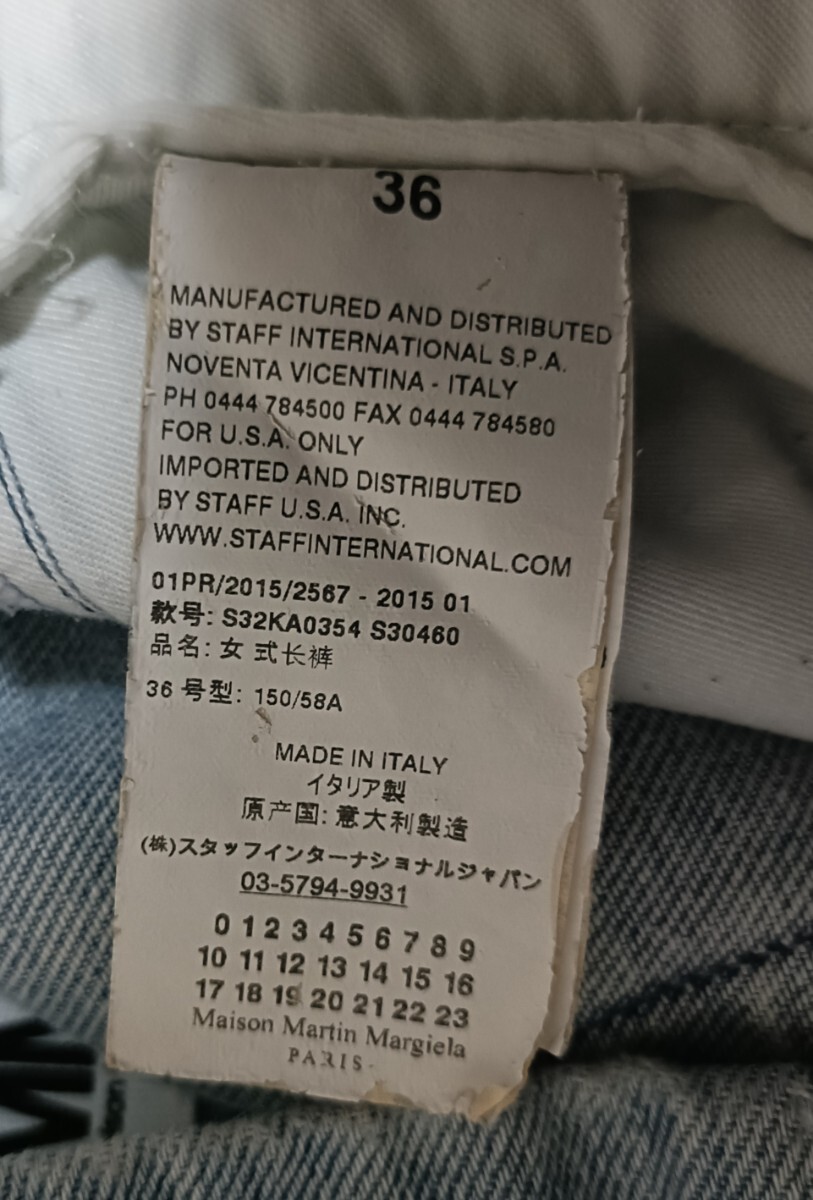 36
MANUFACTURED AND DISTRIBUTED
BY STAFF INTERNATIONAL S.P.A.
NOVENTA VICENTINA - ITALY
PH 0444 784500 FAX 0444 784580
FOR U.S.A. ONLY
IMPORTED AND DISTRIBUTED
BY STAFF U.S.A. INC.
WWW.STAFFINTERNATIONAL.COM
01PR/2015/2567 - 2015 01
款号: S32KA0354 S30460
品名: 女 式长裤
36 号型: 150/58A
MADE IN ITALY
イタリア製
原产国: 意大利製造
(株)スタッフインターナショナルジャパン
03-5794-9931
0 1 2 3 4 5 6 7 8 9
10 11 12 13 14 15 16
17 18 19 20 21 22 23
Maison Martin Margiela
PARIS